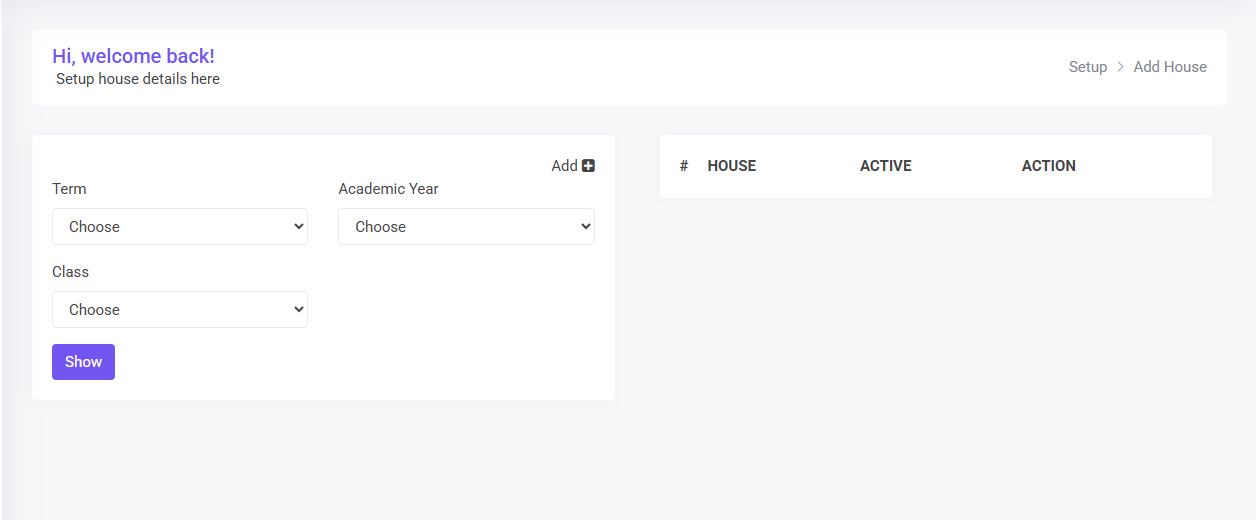 Hi, welcome back!
Setup house details here
Setup > Add House
Add
Term
Academic Year
Choose
Choose
Class
Choose
Show
# HOUSE ACTIVE ACTION